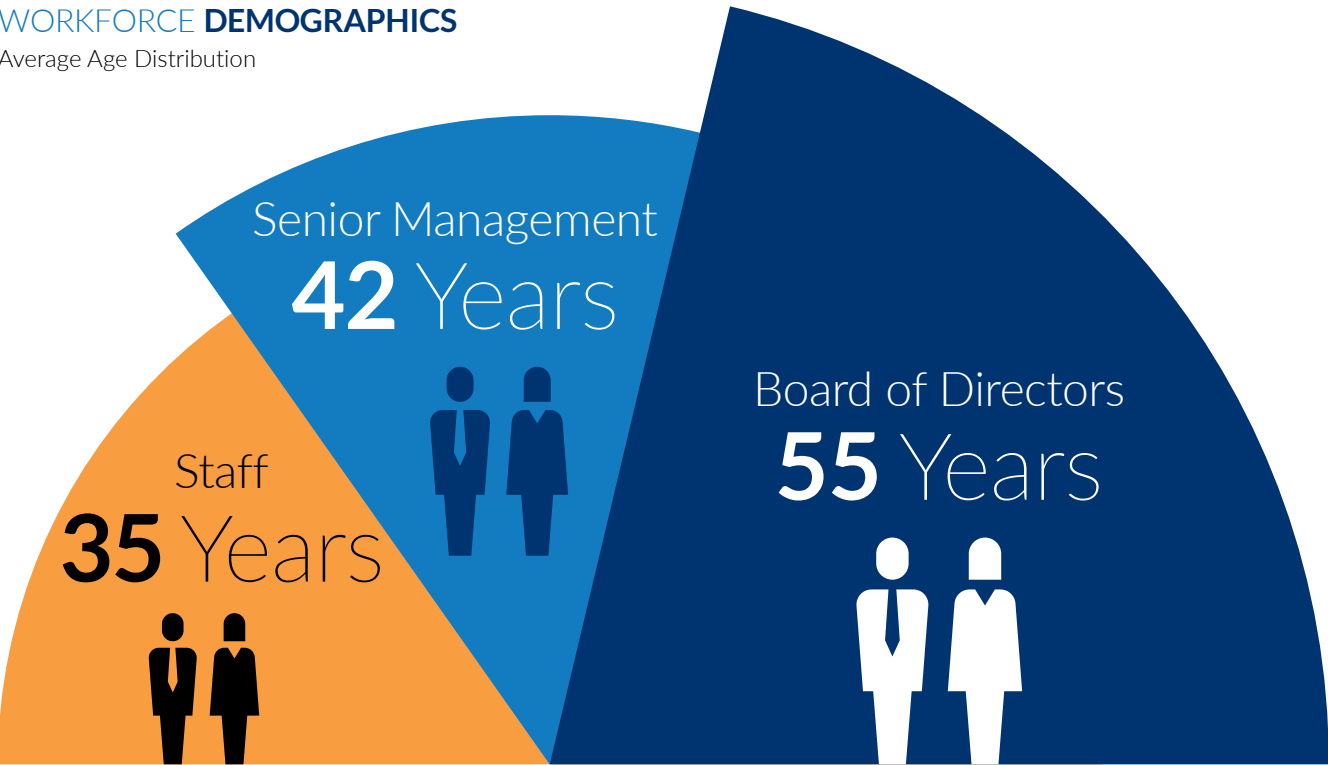 WORKFORCE DEMOGRAPHICS
Average Age Distribution
Senior Management
42 Years
Board of Directors
55 Years
Staff
35 Years